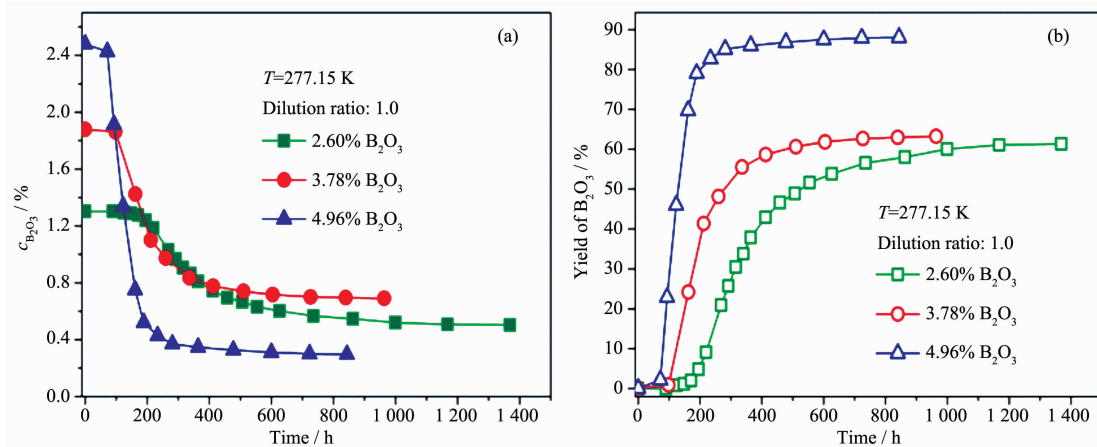 (a)
T=277.15 K
Dilution ratio: 1.0
2.60% B₂O₃
3.78% B₂O₃
4.96% B₂O₃
c_B₂O₃ / %
2.4
2.0
1.6
1.2
0.8
0.4
0.0
0 200 400 600 800 1 000 1 200 1 400
Time / h
(b)
T=277.15 K
Dilution ratio: 1.0
2.60% B₂O₃
3.78% B₂O₃
4.96% B₂O₃
Yield of B₂O₃ / %
90
80
70
60
50
40
30
20
10
0
0 200 400 600 800 1 000 1 200 1 400
Time / h